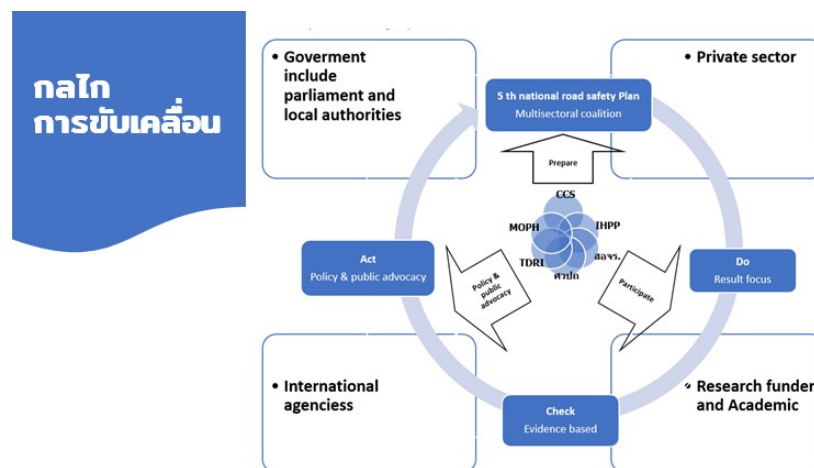 กลไก
การขับเคลื่อน
• Goverment
include
parliament and
local authorities
• Private sector
5 th national road safety Plan
Multisectoral coalition
Prepare
CCS
MOPH
IHPP
TDRI
สอจร.
ศวปถ
Act
Policy & public advocacy
Policy &
public
advocacy
Participate
Do
Result focus
• International
agenciess
• Research funder
and Academic
Check
Evidence based